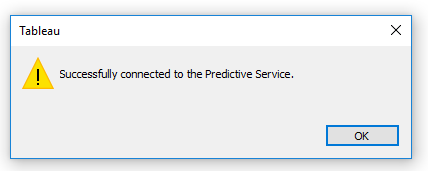 Tableau
Successfully connected to the Predictive Service.
OK